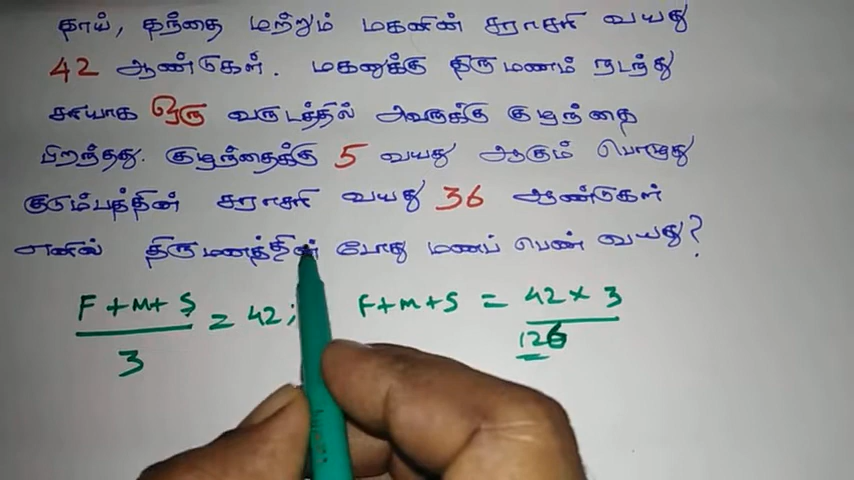 தாய், தந்தை மற்றும் மகனின் சராசரி வயது
42 ஆண்டுகள். மகனுக்கு திருமணம் நடந்து
சரியாக ஒரு வருடத்தில் அவருக்கு குழந்தை
பிறந்தது. குழந்தைக்கு 5 வயது ஆகும் பொழுது
குடும்பத்தின் சராசரி வயது 36 ஆண்டுகள்
எனில் திருமணத்தின் போது மணப் பெண் வயது?
F + M + S / 3 = 42; F + M + S = 42 × 3
126